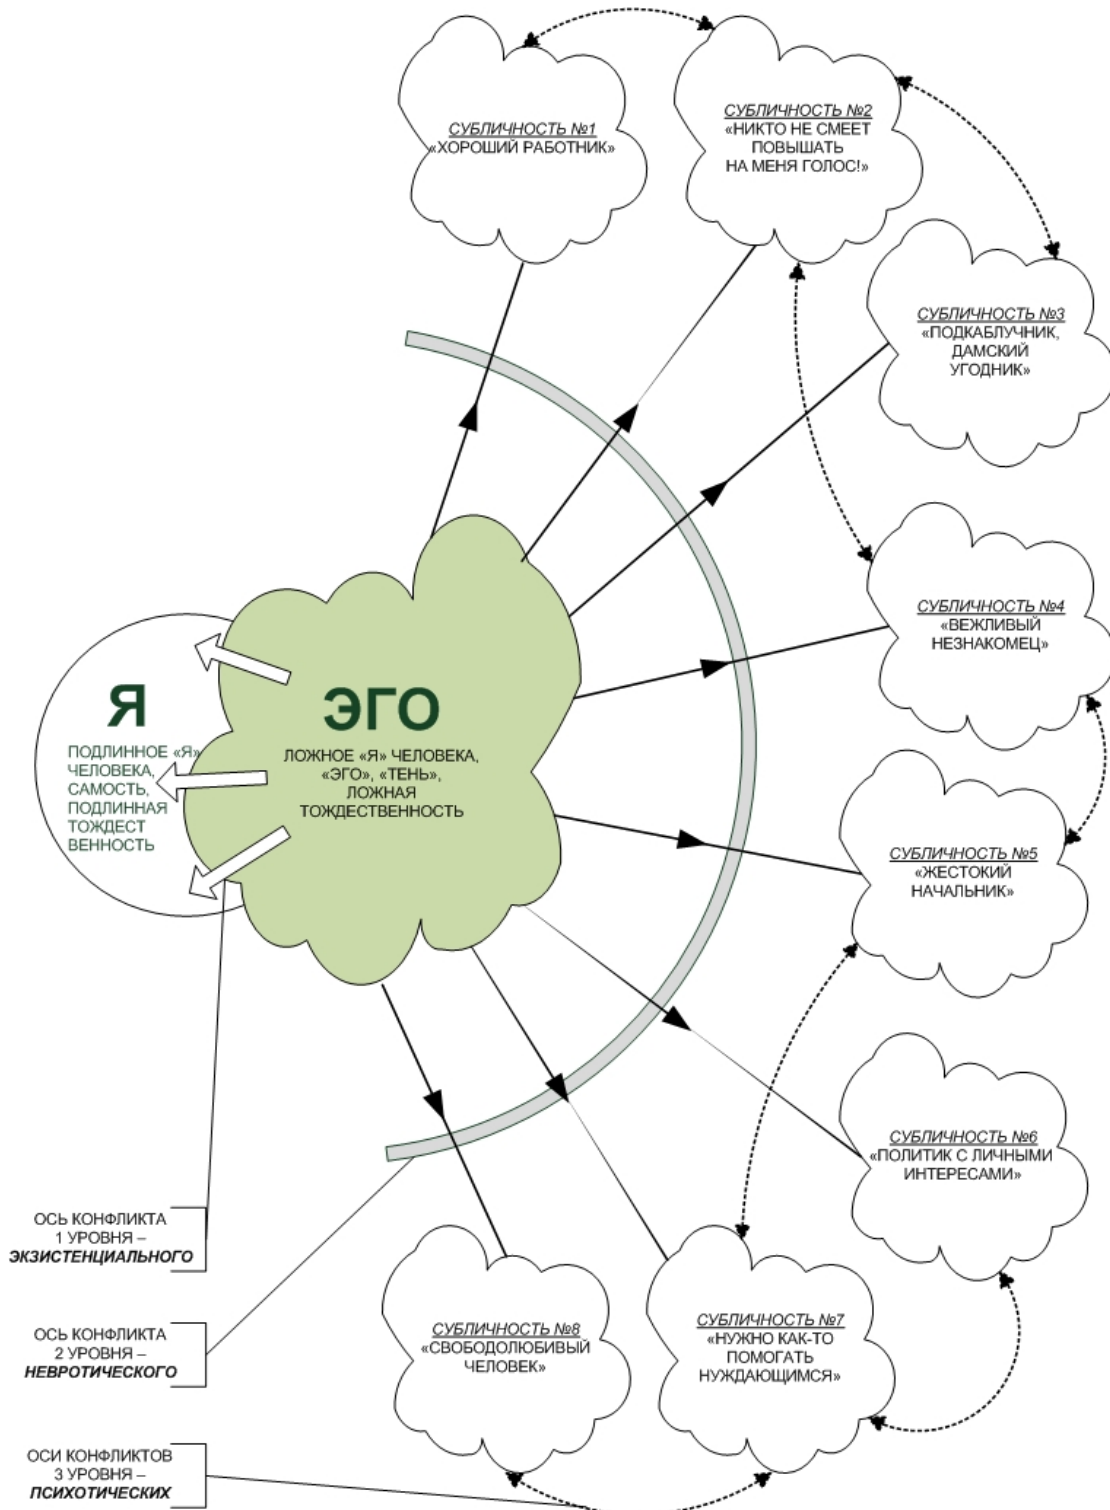 СУБЛИЧНОСТЬ №1
«ХОРОШИЙ РАБОТНИК»
СУБЛИЧНОСТЬ №2
«НИКТО НЕ СМЕЕТ
ПОВЫШАТЬ
НА МЕНЯ ГОЛОС!»
СУБЛИЧНОСТЬ №3
«ПОДКАБЛУЧНИК,
ДАМСКИЙ
УГОДНИК»
СУБЛИЧНОСТЬ №4
«ВЕЖЛИВЫЙ
НЕЗНАКОМЕЦ»
Я
ПОДЛИННОЕ «Я»
ЧЕЛОВЕКА,
САМОСТЬ,
ПОДЛИННАЯ
ТОЖДЕСТ
ВЕННОСТЬ
ЭГО
ЛОЖНОЕ «Я» ЧЕЛОВЕКА,
«ЭГО», «ТЕНЬ»,
ЛОЖНАЯ
ТОЖДЕСТВЕННОСТЬ
СУБЛИЧНОСТЬ №5
«ЖЕСТОКИЙ
НАЧАЛЬНИК»
СУБЛИЧНОСТЬ №6
«ПОЛИТИК С ЛИЧНЫМИ
ИНТЕРЕСАМИ»
СУБЛИЧНОСТЬ №7
«НУЖНО КАК-ТО
ПОМОГАТЬ
НУЖДАЮЩИМСЯ»
СУБЛИЧНОСТЬ №8
«СВОБОДОЛЮБИВЫЙ
ЧЕЛОВЕК»
ОСЬ КОНФЛИКТА
1 УРОВНЯ –
ЭКЗИСТЕНЦИАЛЬНОГО
ОСЬ КОНФЛИКТА
2 УРОВНЯ –
НЕВРОТИЧЕСКОГО
ОСИ КОНФЛИКТОВ
3 УРОВНЯ –
ПСИХОТИЧЕСКИХ